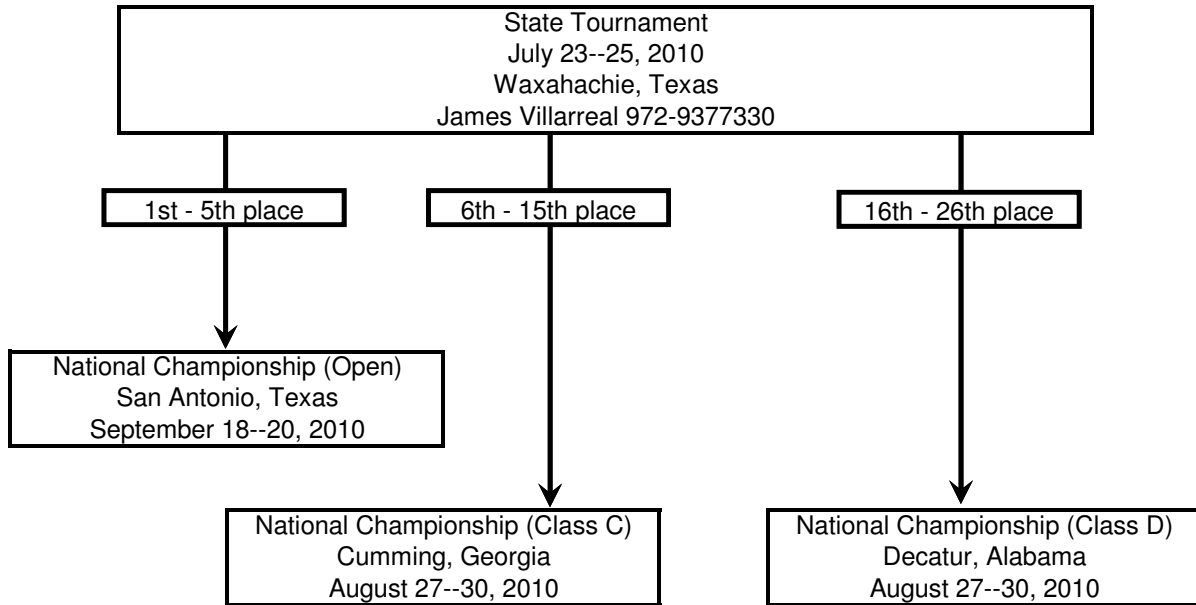 State Tournament
July 23--25, 2010
Waxahachie, Texas
James Villarreal 972-9377330
1st - 5th place
6th - 15th place
16th - 26th place
National Championship (Open)
San Antonio, Texas
September 18--20, 2010
National Championship (Class C)
Cumming, Georgia
August 27--30, 2010
National Championship (Class D)
Decatur, Alabama
August 27--30, 2010